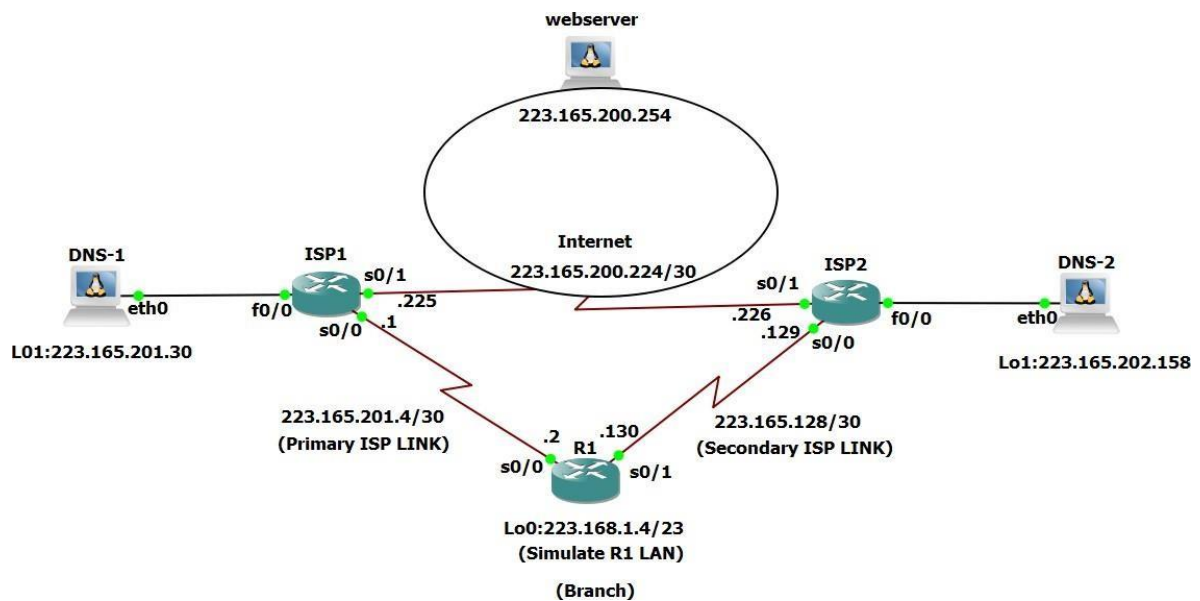 webserver
223.165.200.254
Internet
223.165.200.224/30
DNS-1
eth0
L01:223.165.201.30
ISP1
f0/0
s0/1
.225
s0/0
.1
ISP2
s0/1
.226
.129
s0/0
f0/0
DNS-2
eth0
Lo1:223.165.202.158
223.165.201.4/30
(Primary ISP LINK)
223.165.128/30
(Secondary ISP LINK)
.2
s0/0
R1
.130
s0/1
Lo0:223.168.1.4/23
(Simulate R1 LAN)
(Branch)